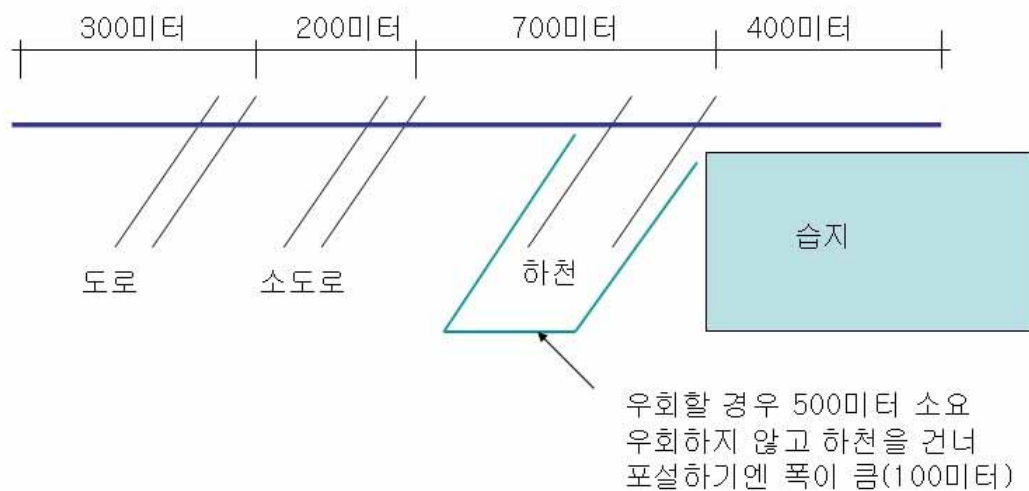 300미터
200미터
700미터
400미터
도로
소도로
하천
습지
우회할 경우 500미터 소요
우회하지 않고 하천을 건너
포설하기엔 폭이 큼(100미터)